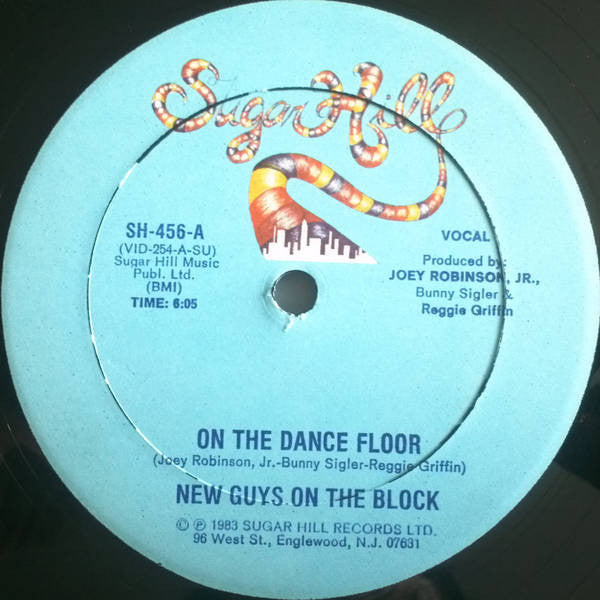 Sugar Hill
SH-456-A
(VID-254-A-SU)
Sugar Hill Music
Publ. Ltd.
(BMI)
TIME: 6:05
VOCAL
Produced by:
JOEY ROBINSON, JR.,
Bunny Sigler &
Reggie Griffin
ON THE DANCE FLOOR
(Joey Robinson, Jr.-Bunny Sigler-Reggie Griffin)
NEW GUYS ON THE BLOCK
© ℗ 1983 SUGAR HILL RECORDS LTD.
96 West St., Englewood, N.J. 07631